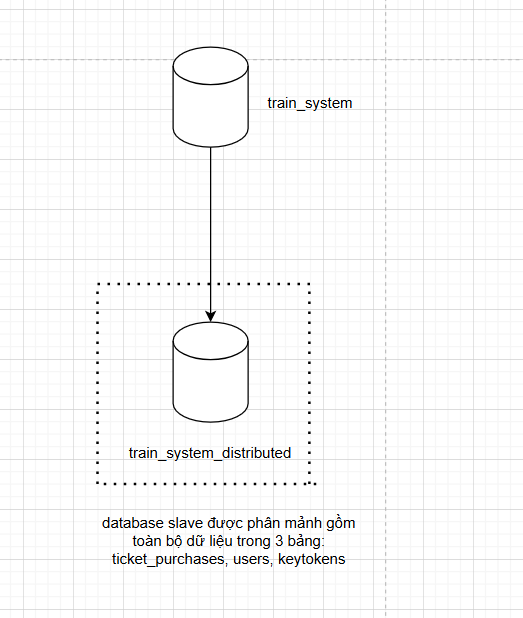 train_system
train_system_distributed
database slave được phân mảnh gồm
toàn bộ dữ liệu trong 3 bảng:
ticket_purchases, users, keytokens